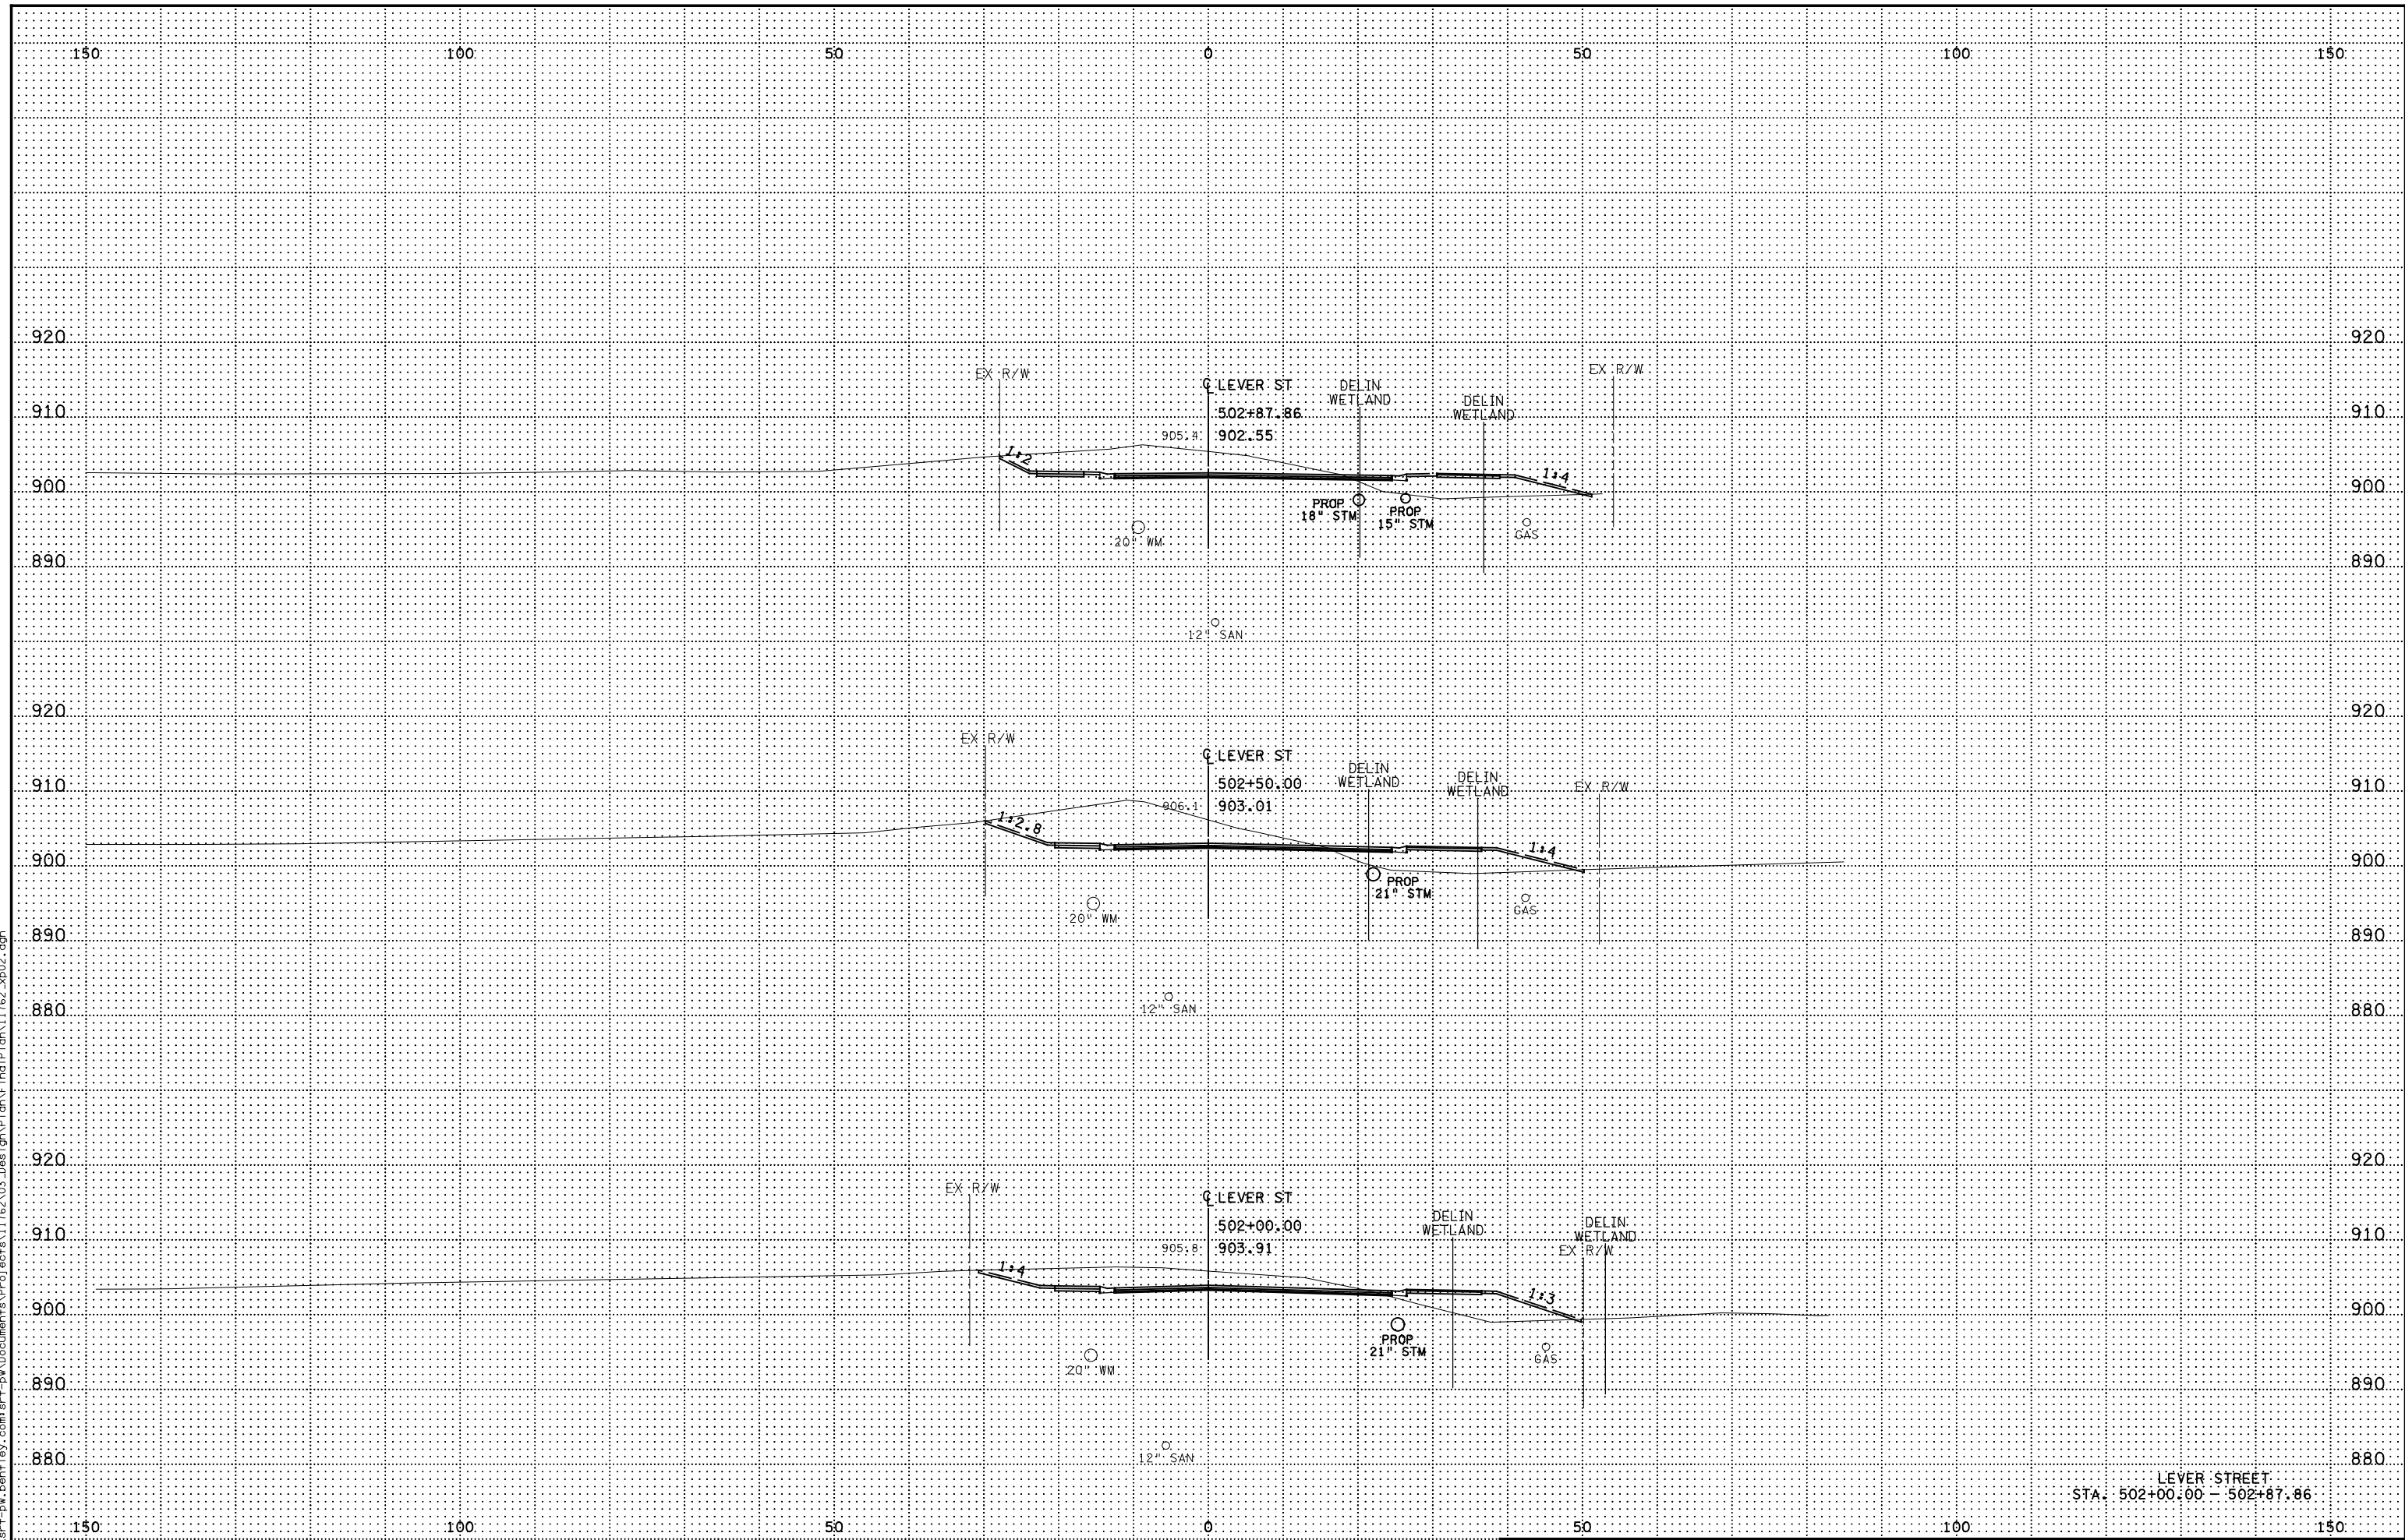 150 100 50 0 50 100 150
920 920
EX R/W
EX R/W
℄ LEVER ST
DELIN
WETLAND
DELIN
WETLAND
910 910
502+87.86
905.4 902.55
1:2
1:4
900 900
PROP
18" STM
PROP
15" STM
20" WM
GAS
890 890
12" SAN
920 920
EX R/W
℄ LEVER ST
DELIN
WETLAND
DELIN
WETLAND
EX R/W
910 910
502+50.00
906.1 903.01
1:2.8
1:4
900 900
PROP
21" STM
20" WM
GAS
890 890
12" SAN
880 880
920 920
EX R/W
℄ LEVER ST
DELIN
WETLAND
DELIN
WETLAND
EX R/W
910 910
502+00.00
905.8 903.91
1:4
1:3
900 900
PROP
21" STM
20" WM
GAS
890 890
12" SAN
880 880
LEVER STREET
STA. 502+00.00 - 502+87.86
150 100 50 0 50 100 150